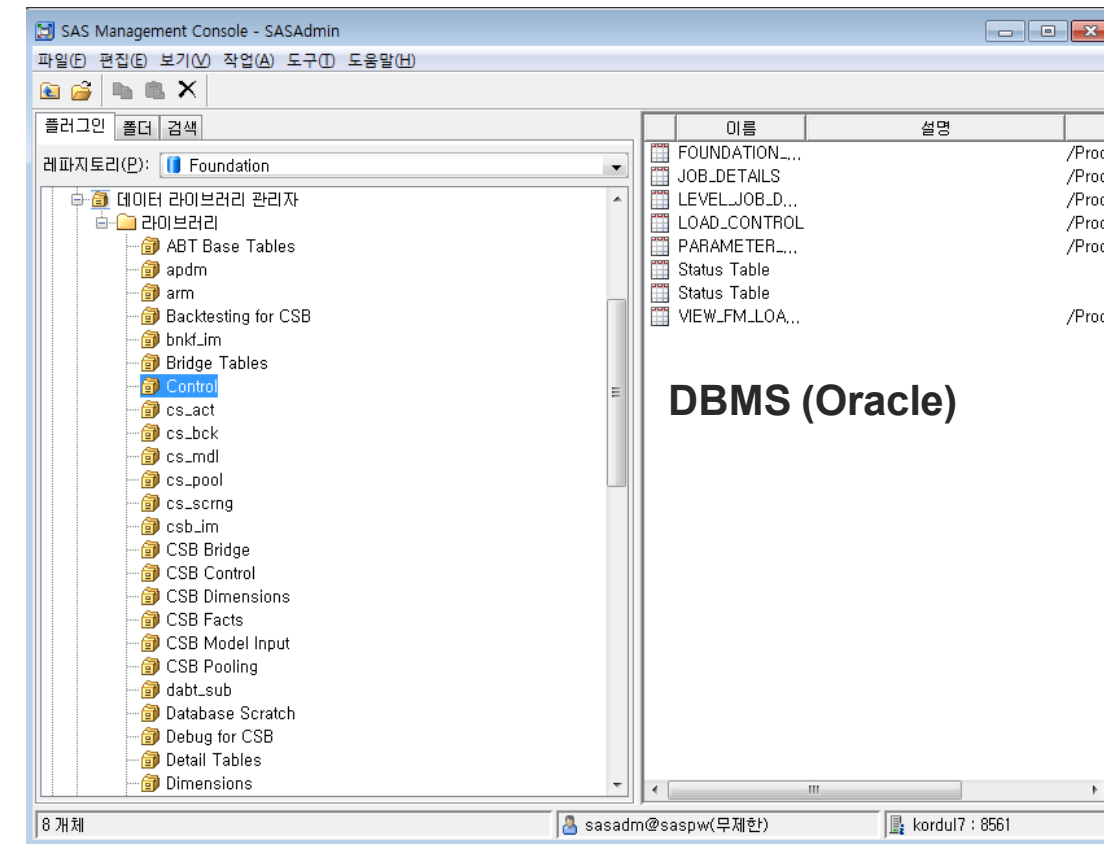 SAS Management Console - SASAdmin
파일(F) 편집(E) 보기(V) 작업(A) 도구(T) 도움말(H)
플러그인 폴더 검색
레파지토리(P): Foundation
데이터 라이브러리 관리자
라이브러리
ABT Base Tables
apdm
arm
Backtesting for CSB
bnkf_im
Bridge Tables
Control
cs_act
cs_bck
cs_mdl
cs_pool
cs_scrng
csb_im
CSB Bridge
CSB Control
CSB Dimensions
CSB Facts
CSB Model Input
CSB Pooling
dabt_sub
Database Scratch
Debug for CSB
Detail Tables
Dimensions
이름 설명
FOUNDATION_... /Prod
JOB_DETAILS /Prod
LEVEL_JOB_D... /Prod
LOAD_CONTROL /Prod
PARAMETER_... /Prod
Status Table
Status Table
VIEW_FM_LOA... /Prod
DBMS (Oracle)
8 개체 sasadm@saspw(무제한) kordul7 : 8561